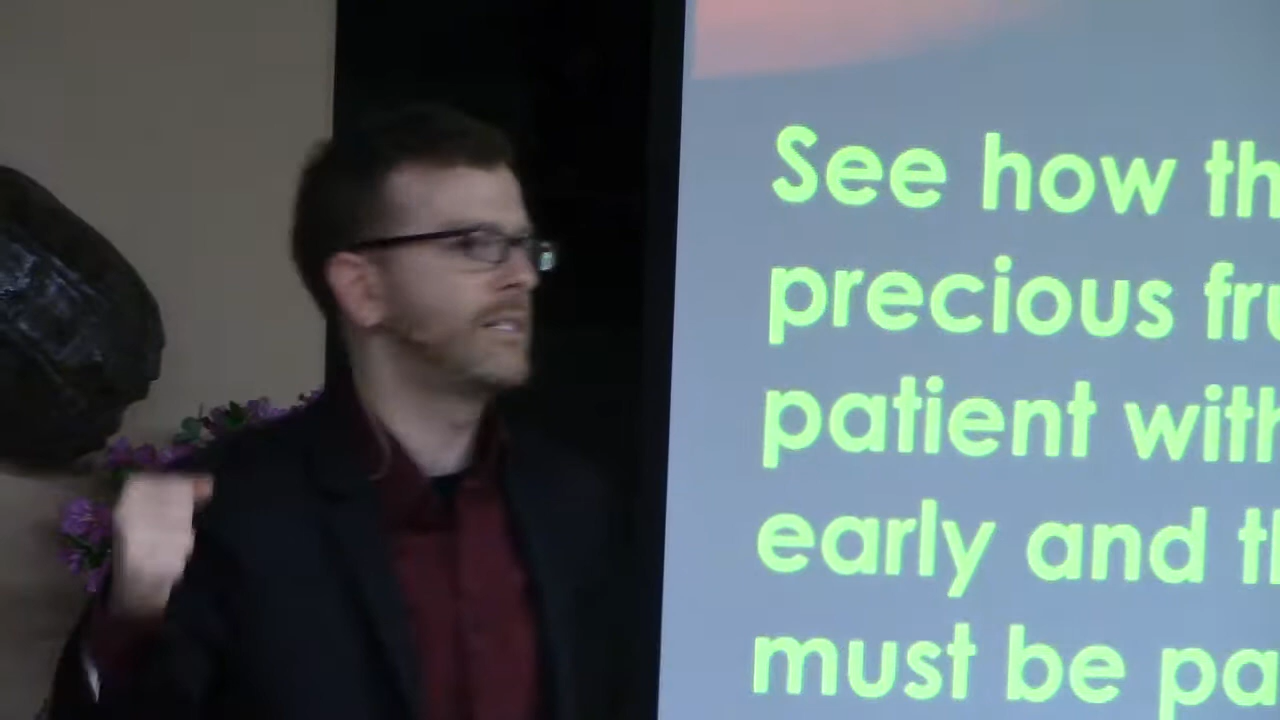 See how th
precious fru
patient with
early and th
must be pa